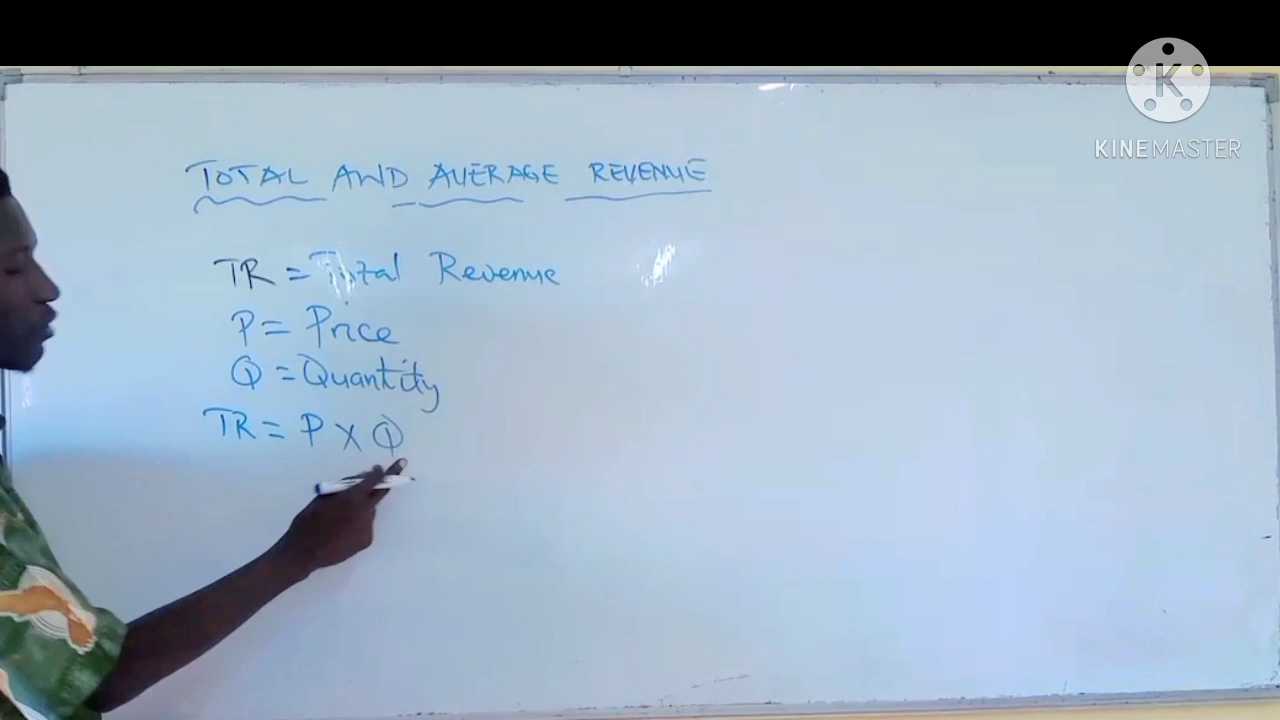 KINEMASTER
TOTAL AND AVERAGE REVENUE
TR = Total Revenue
P = Price
Q = Quantity
TR = P X Q